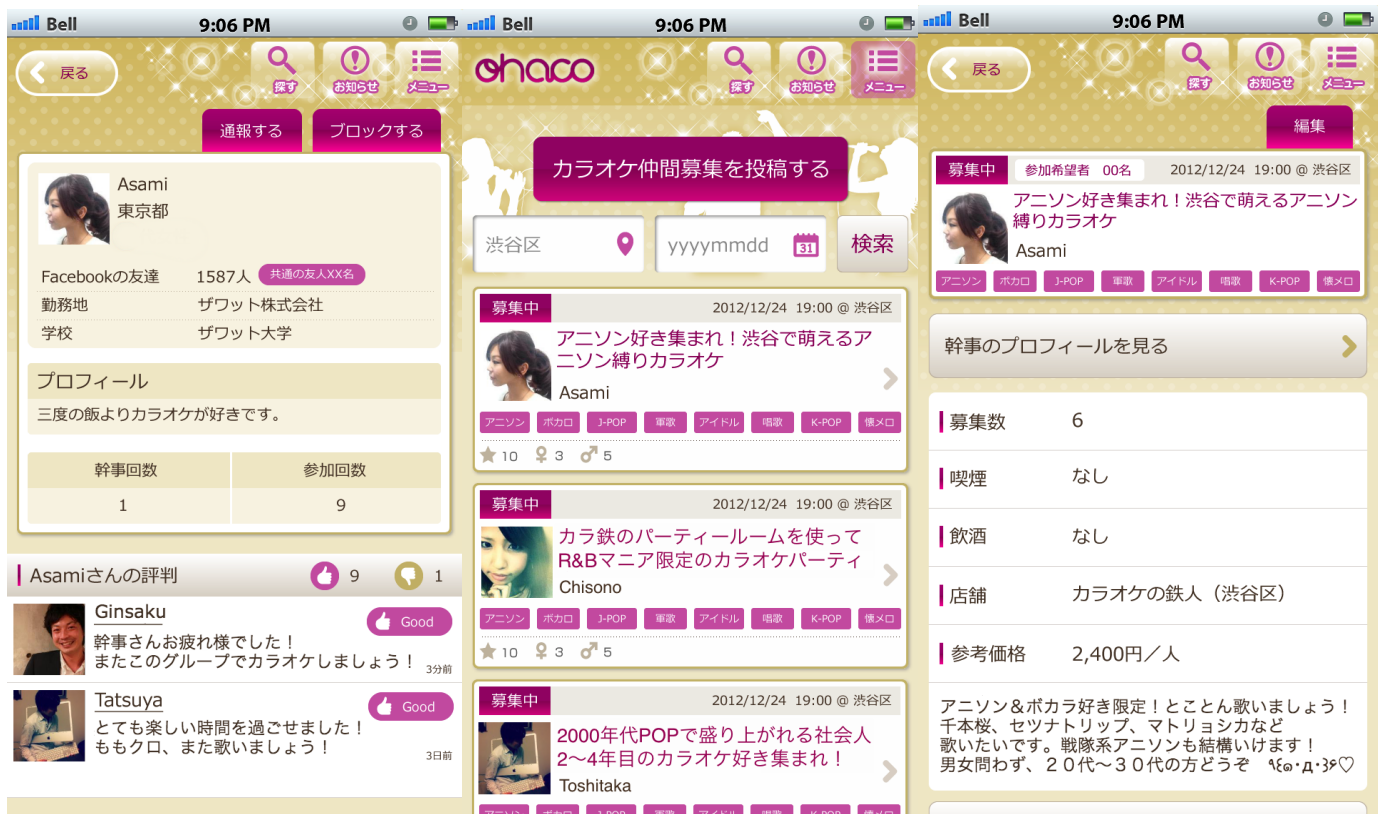 Bell 9:06 PM
戻る
探す
お知らせ
メニュー
通報する
ブロックする
Asami
東京都
Facebookの友達 1587人 共通の友人XX名
勤務地 ザワット株式会社
学校 ザワット大学
プロフィール
三度の飯よりカラオケが好きです。
幹事回数 参加回数
1 9
Asamiさんの評判 9 1
Ginsaku
Good
幹事さんお疲れ様でした！
またこのグループでカラオケしましょう！ 3分前
Tatsuya
Good
とても楽しい時間を過ごせました！
ももクロ、また歌いましょう！ 3日前
Bell 9:06 PM
ohaco
探す
お知らせ
メニュー
カラオケ仲間募集を投稿する
渋谷区 yyyymmdd 31 検索
募集中 2012/12/24 19:00 @ 渋谷区
アニソン好き集まれ！渋谷で萌えるア
ニソン縛りカラオケ
Asami
アニソン ボカロ J-POP 軍歌 アイドル 唱歌 K-POP 懐メロ
10 3 5
募集中 2012/12/24 19:00 @ 渋谷区
カラ鉄のパーティールームを使って
R&Bマニア限定のカラオケパーティ
Chisono
アニソン ボカロ J-POP 軍歌 アイドル 唱歌 K-POP 懐メロ
10 3 5
募集中 2012/12/24 19:00 @ 渋谷区
2000年代POPで盛り上がれる社会人
2〜4年目のカラオケ好き集まれ！
Toshitaka
アニソン ボカロ J-POP 軍歌 アイドル 唱歌 K-POP 懐メロ
Bell 9:06 PM
戻る
探す
お知らせ
メニュー
編集
募集中 参加希望者 00名 2012/12/24 19:00 @ 渋谷区
アニソン好き集まれ！渋谷で萌えるアニソン
縛りカラオケ
Asami
アニソン ボカロ J-POP 軍歌 アイドル 唱歌 K-POP 懐メロ
幹事のプロフィールを見る
募集数 6
喫煙 なし
飲酒 なし
店舗 カラオケの鉄人（渋谷区）
参考価格 2,400円／人
アニソン＆ボカラ好き限定！とことん歌いましょう！
千本桜、セツナトリップ、マトリョシカなど
歌いたいです。戦隊系アニソンも結構いけます！
男女問わず、２０代〜３０代の方どうぞ ٩꒰๑･д･꒱۶♡